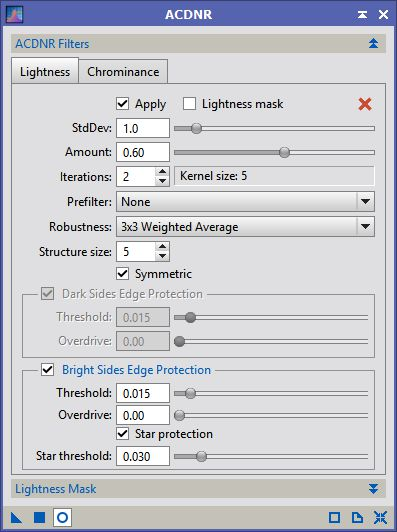 ACDNR
ACDNR Filters
Lightness Chrominance
Apply Lightness mask
StdDev: 1.0
Amount: 0.60
Iterations: 2 Kernel size: 5
Prefilter: None
Robustness: 3x3 Weighted Average
Structure size: 5
Symmetric
Dark Sides Edge Protection
Threshold: 0.015
Overdrive: 0.00
Bright Sides Edge Protection
Threshold: 0.015
Overdrive: 0.00
Star protection
Star threshold: 0.030
Lightness Mask